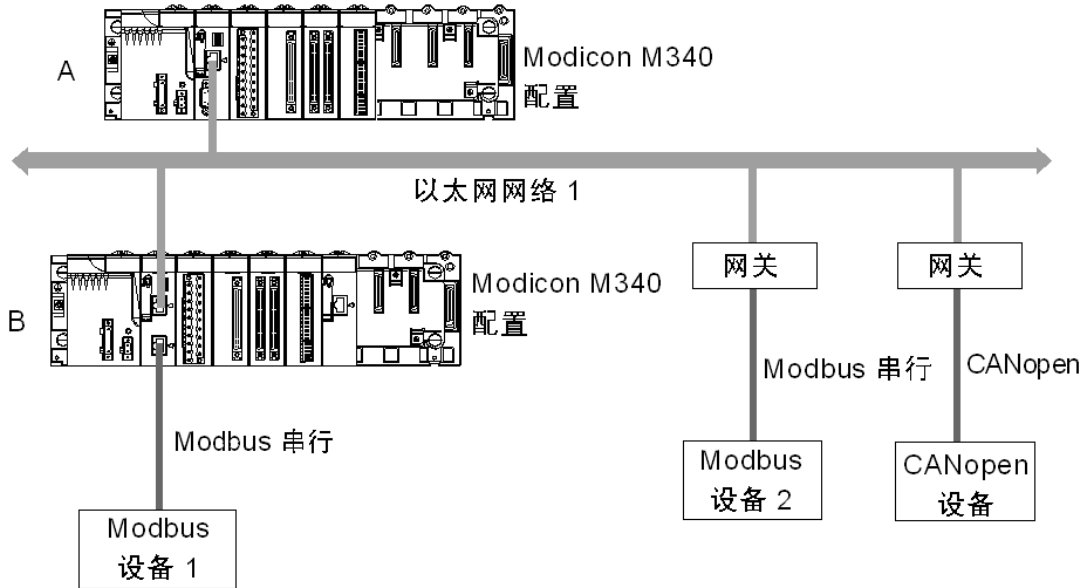 A
Modicon M340
配置
以太网网络 1
B
Modicon M340
配置
网关
网关
Modbus 串行
Modbus 串行
CANopen
Modbus
设备 1
Modbus
设备 2
CANopen
设备